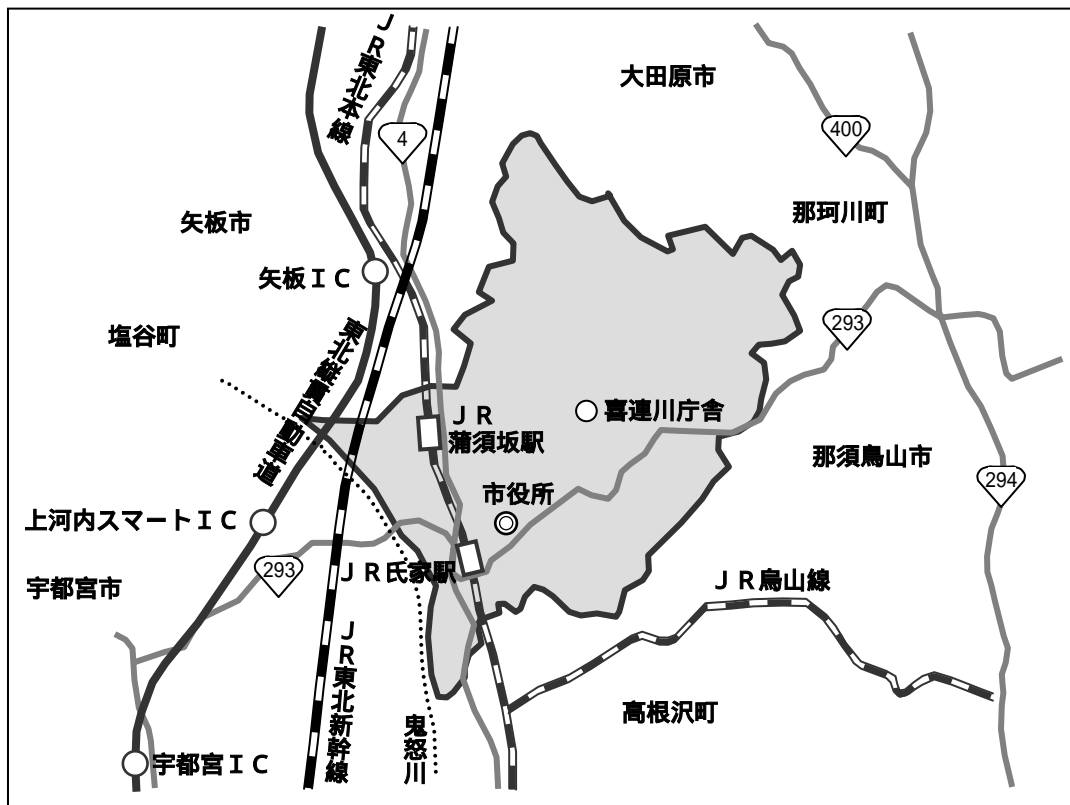 JR東北本線
大田原市
4
400
矢板市
那珂川町
矢板IC
塩谷町
東北縦貫自動車道
293
JR
蒲須坂駅
喜連川庁舎
那須烏山市
市役所
294
上河内スマートIC
293
JR氏家駅
宇都宮市
JR烏山線
JR東北新幹線
高根沢町
鬼怒川
宇都宮IC